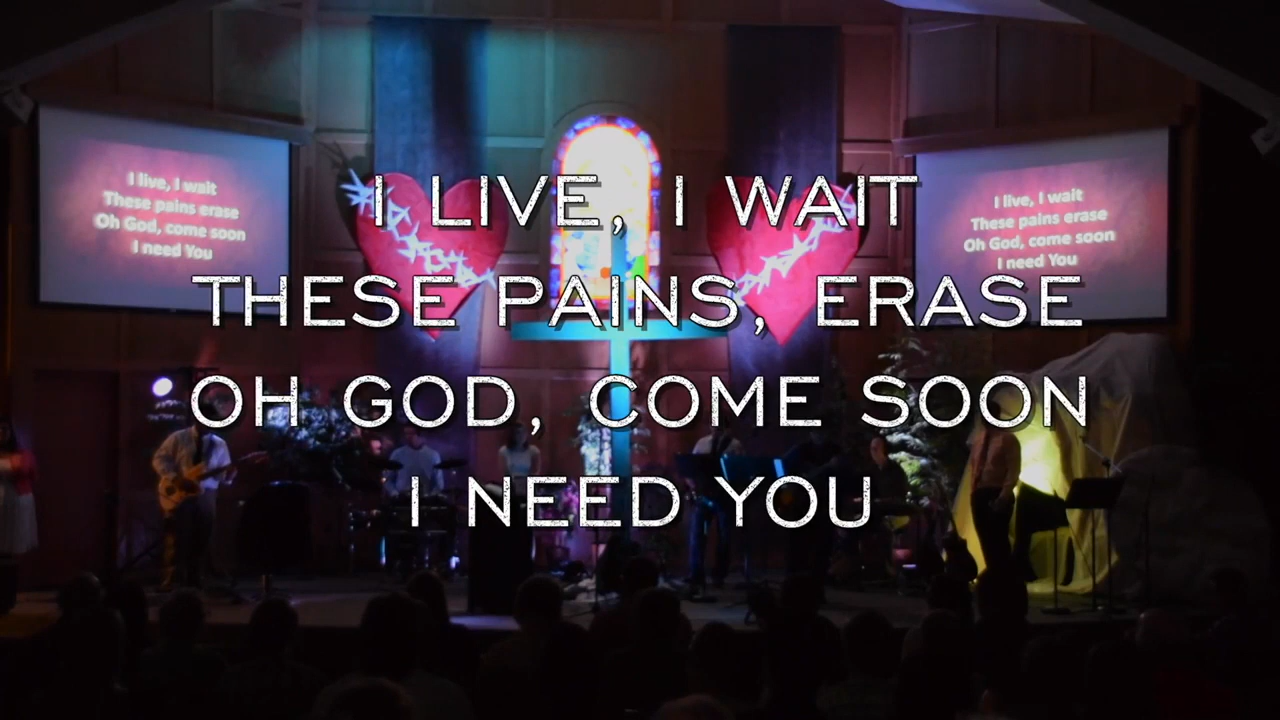 I LIVE, I WAIT
THESE PAINS, ERASE
OH GOD, COME SOON
I NEED YOU
I live, I wait
These pains erase
Oh God, come soon
I need You
I live, I wait
These pains erase
Oh God, come soon
I need You